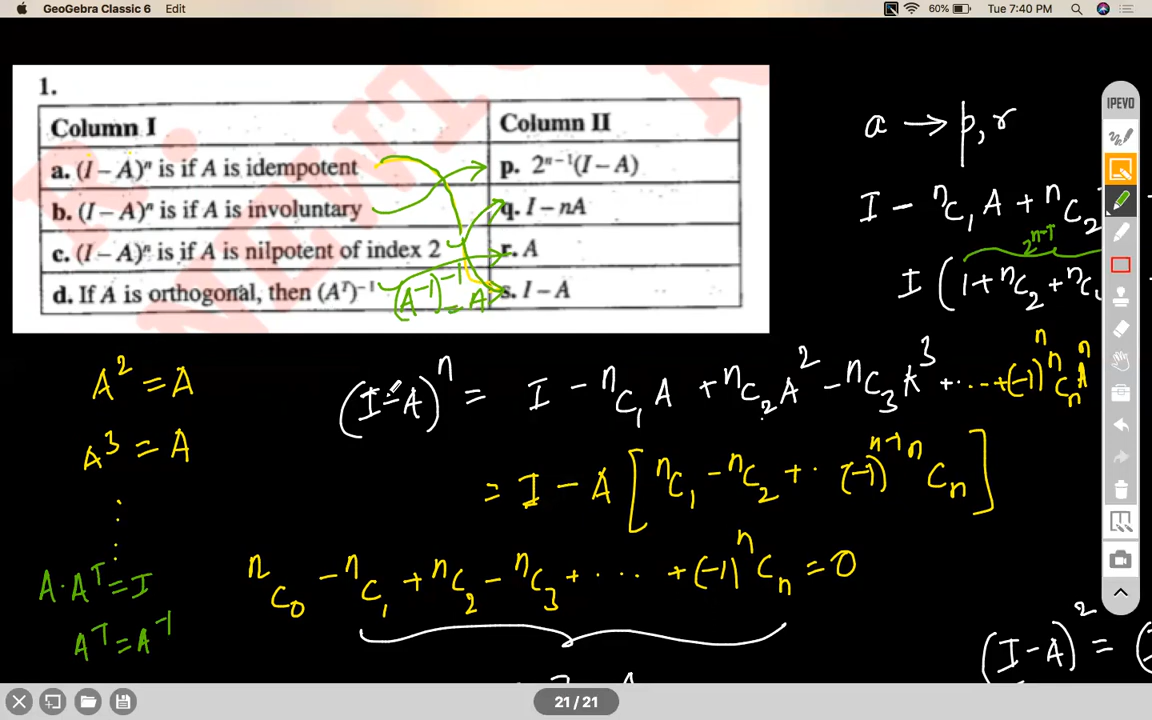 GeoGebra Classic 6 Edit 60% Tue 7:40 PM
1.
Column I Column II
a. (I – A)ⁿ is if A is idempotent p. 2ⁿ⁻¹(I – A)
b. (I – A)ⁿ is if A is involuntary q. I – nA
c. (I – A)ⁿ is if A is nilpotent of index 2 r. A
d. If A is orthogonal, then (Aᵀ)⁻¹ s. I – A
(A⁻¹)⁻¹ = A
a → p, r
I – ⁿC₁ A + ⁿC₂
2ⁿ⁻¹
I (1 + ⁿC₂ + ⁿC₄
IPEVO
A² = A
A³ = A
(I – A)ⁿ = I – ⁿC₁ A + ⁿC₂ A² – ⁿC₃ A³ + ... + (–1)ⁿ ⁿCₙ Aⁿ
= I – A [ⁿC₁ – ⁿC₂ + · (–1)ⁿ⁻¹ ⁿCₙ]
ⁿC₀ – ⁿC₁ + ⁿC₂ – ⁿC₃ + .... + (–1)ⁿ ⁿCₙ = 0
A · Aᵀ = I
Aᵀ = A⁻¹
(I – A)² = (I
21 / 21